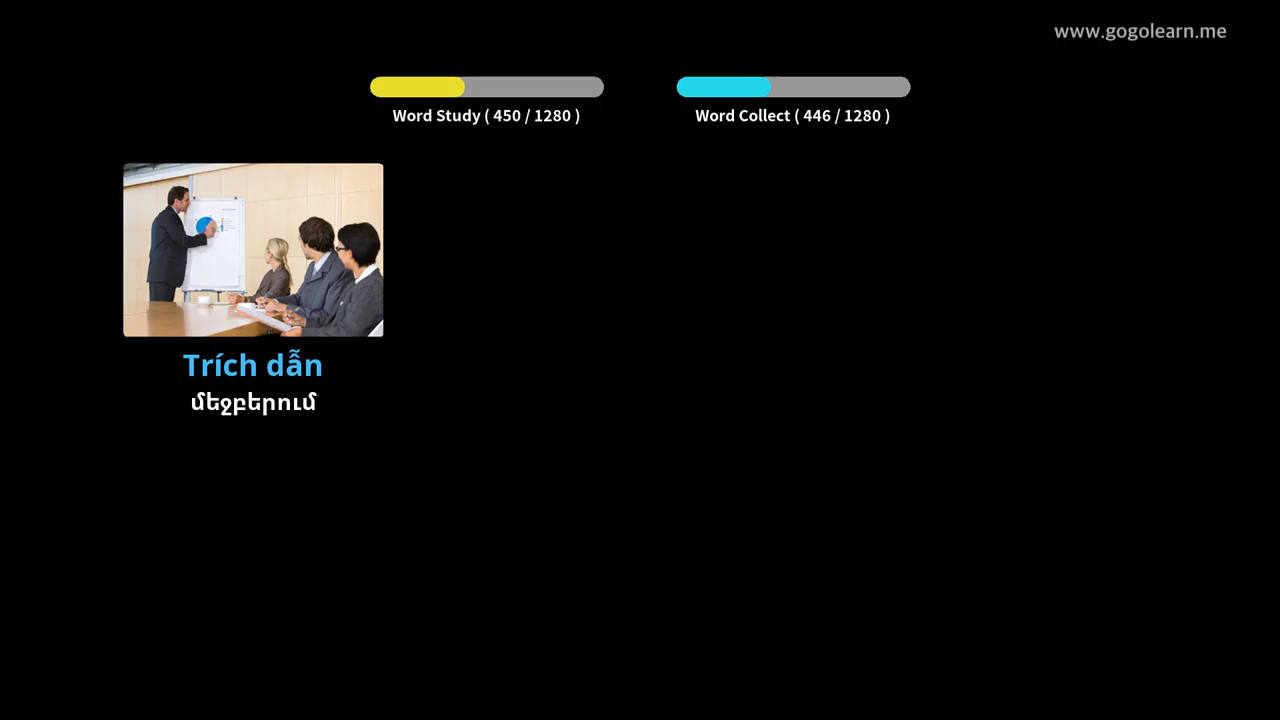 www.gogolearn.me
Word Study ( 450 / 1280 )
Word Collect ( 446 / 1280 )
Trích dẫn
մեջբերում